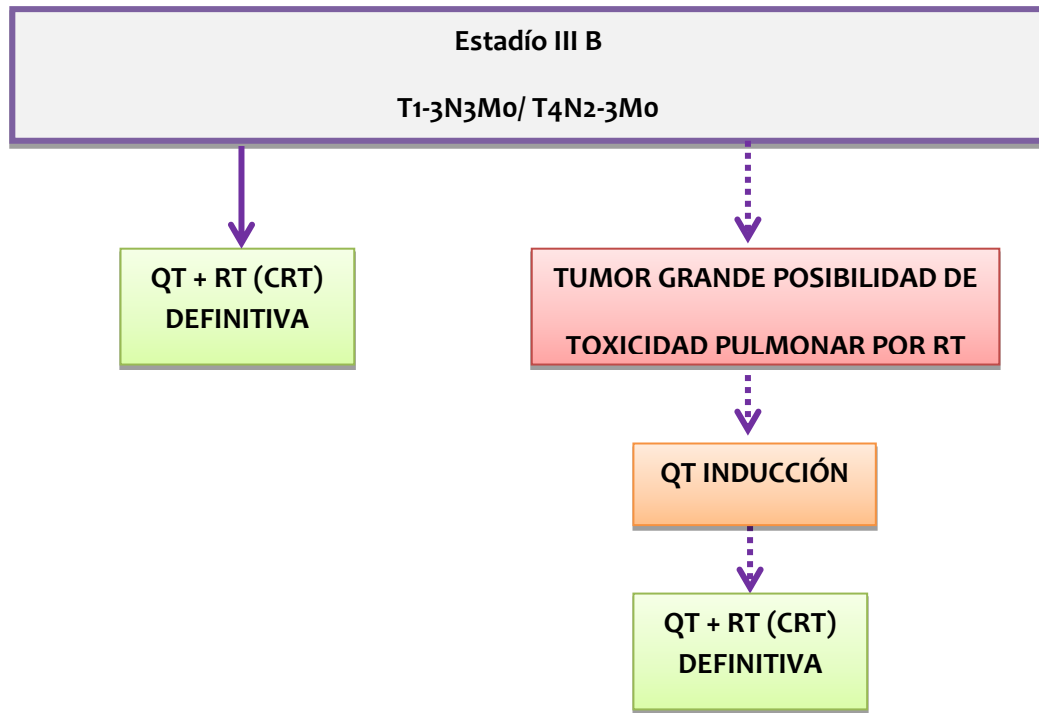 Estadío III B
T1-3N3M0/ T4N2-3M0
QT + RT (CRT)
DEFINITIVA
TUMOR GRANDE POSIBILIDAD DE
TOXICIDAD PULMONAR POR RT
QT INDUCCIÓN
QT + RT (CRT)
DEFINITIVA